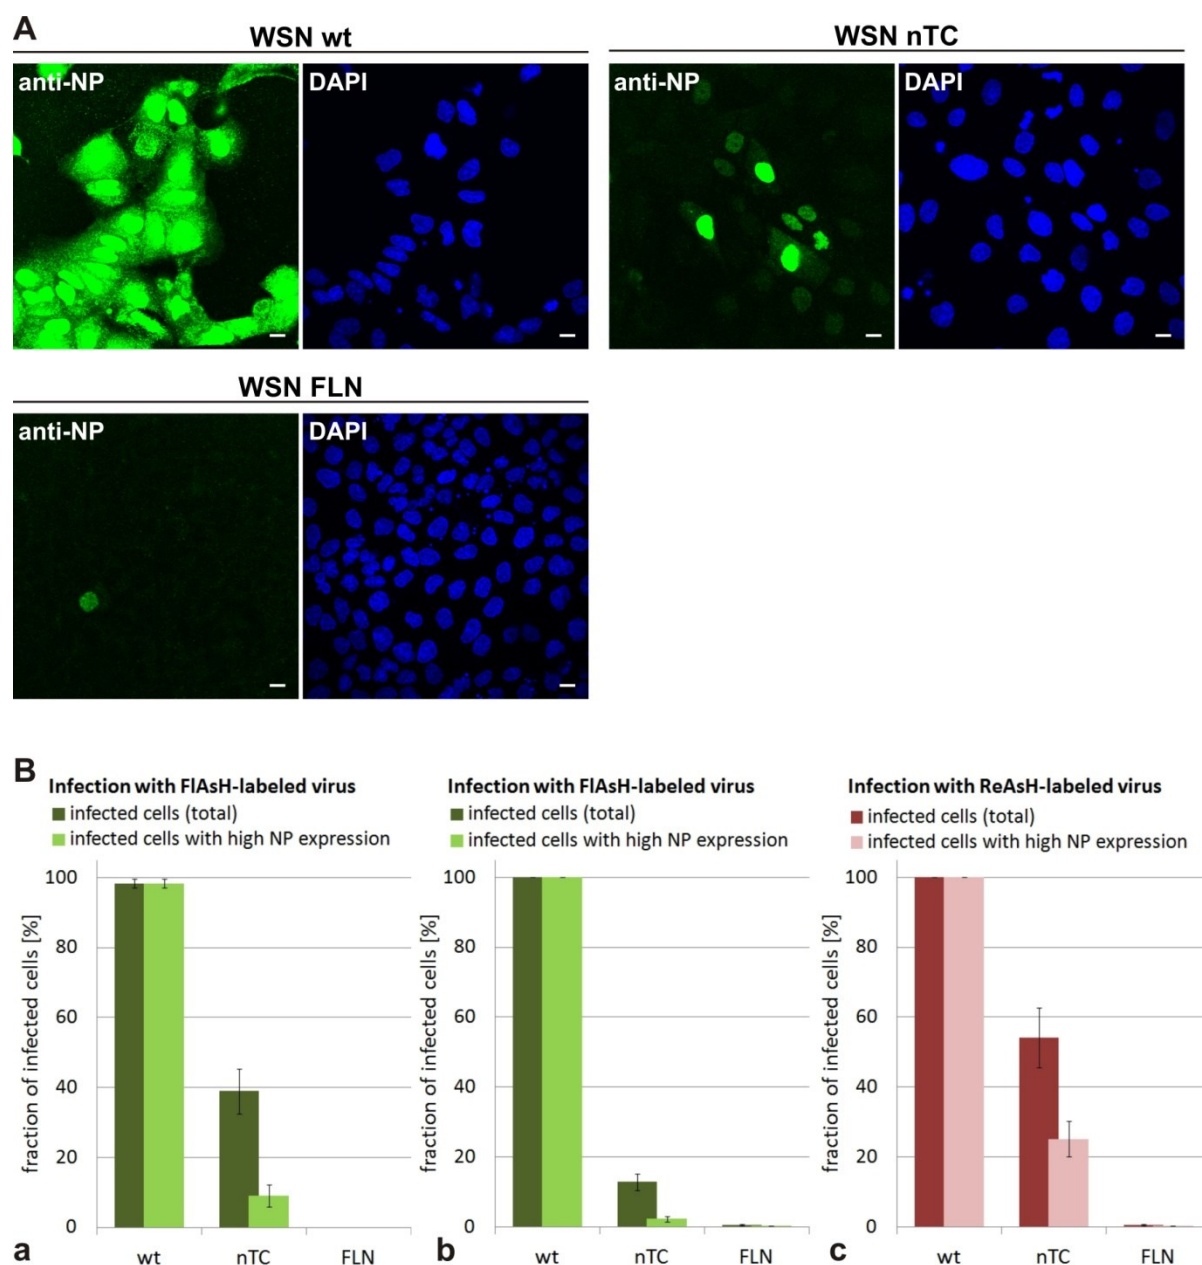 A
WSN wt
WSN nTC
anti-NP
DAPI
anti-NP
DAPI
WSN FLN
anti-NP
DAPI
B
Infection with FlAsH-labeled virus
infected cells (total)
infected cells with high NP expression
fraction of infected cells [%]
100
80
60
40
20
0
wt
nTC
FLN
a
Infection with FlAsH-labeled virus
infected cells (total)
infected cells with high NP expression
fraction of infected cells [%]
100
80
60
40
20
0
wt
nTC
FLN
b
Infection with ReAsH-labeled virus
infected cells (total)
infected cells with high NP expression
fraction of infected cells [%]
100
80
60
40
20
0
wt
nTC
FLN
c